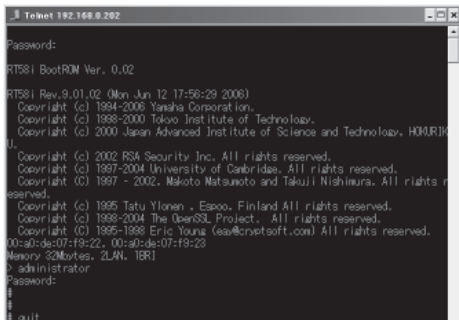 Telnet 192.168.0.202
Password:
RT58i BootROM Ver. 0.02
RT58i Rev.9.01.02 (Mon Jun 12 17:56:29 2006)
Copyright (c) 1994-2006 Yamaha Corporation.
Copyright (c) 1998-2000 Tokyo Institute of Technology.
Copyright (c) 2000 Japan Advanced Institute of Science and Technology, HOKURIK
U.
Copyright (c) 2002 RSA Security Inc. All rights reserved.
Copyright (c) 1997-2004 University of Cambridge. All rights reserved.
Copyright (C) 1997 - 2002, Makoto Matsumoto and Takuji Nishimura, All rights r
eserved.
Copyright (c) 1995 Tatu Ylonen , Espoo, Finland All rights reserved.
Copyright (c) 1998-2004 The OpenSSL Project. All rights reserved.
Copyright (C) 1995-1998 Eric Young (eay@cryptsoft.com) All rights reserved.
00:a0:de:07:f9:22, 00:a0:de:07:f9:23
Memory 32Mbytes, 2LAN, 1BRI
> administrator
Password:
#
#
# quit